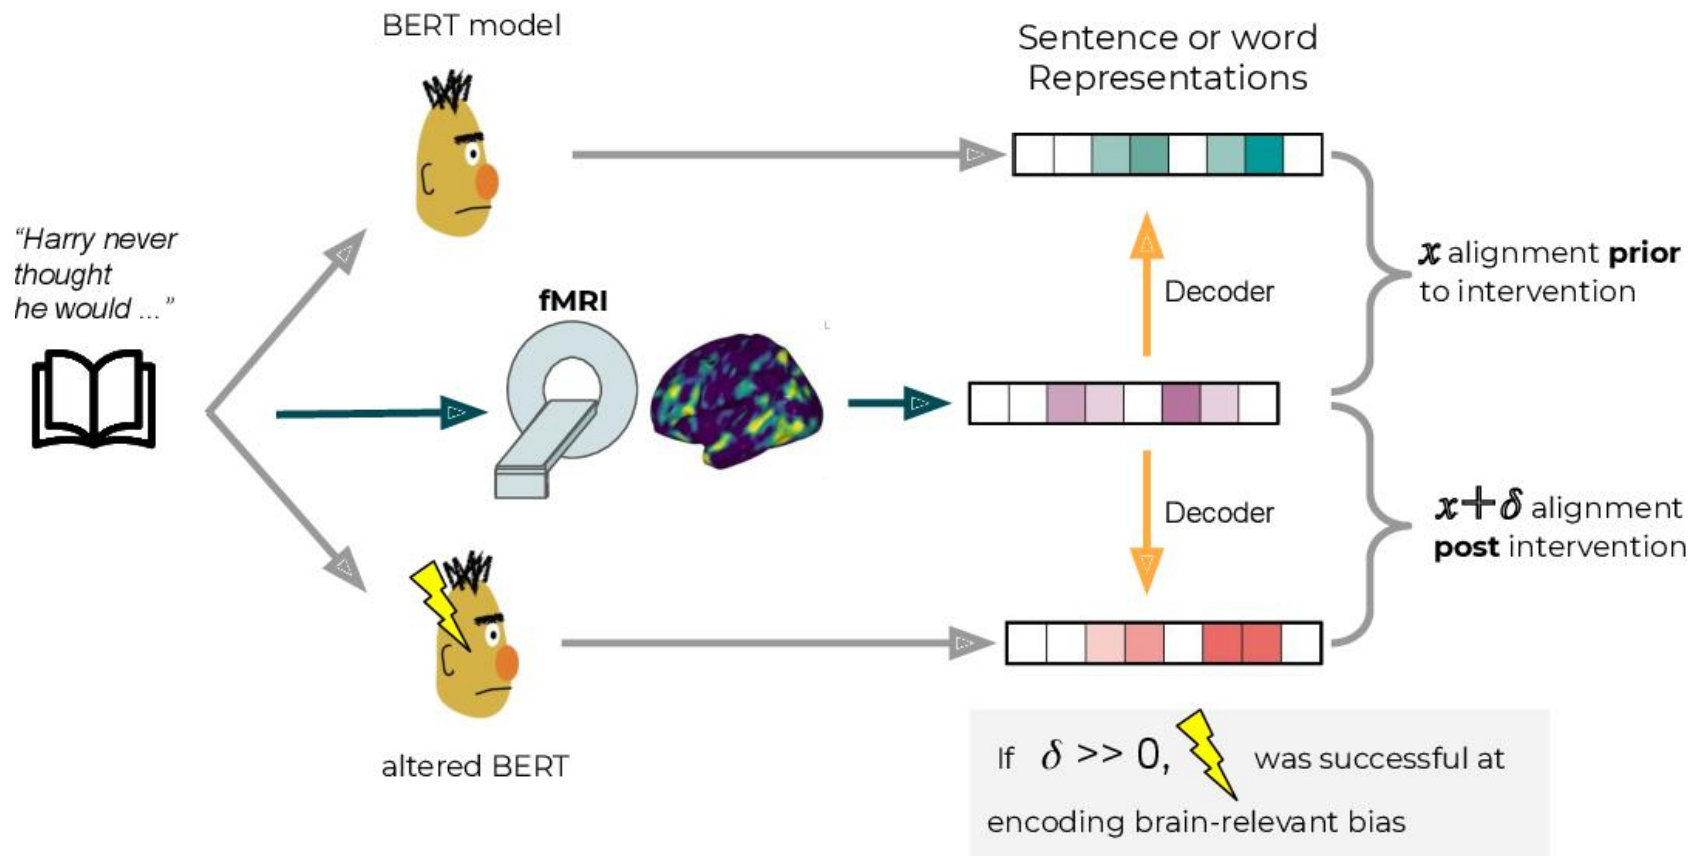 BERT model
Sentence or word
Representations
“Harry never
thought
he would ...”
fMRI
Decoder
x alignment prior
to intervention
Decoder
x+δ alignment
post intervention
altered BERT
If δ >> 0, was successful at
encoding brain-relevant bias